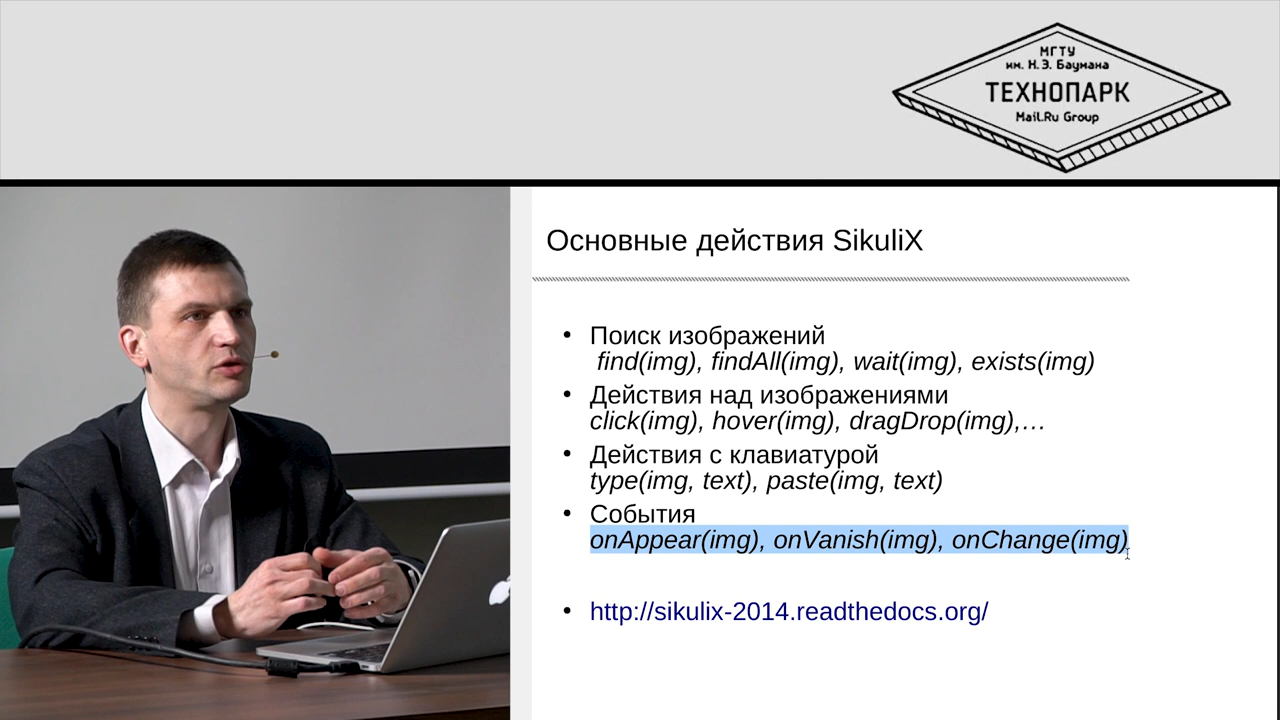 МГТУ
им. Н.Э. Баумана
ТЕХНОПАРК
Mail.Ru Group
Основные действия SikuliX
• Поиск изображений
find(img), findAll(img), wait(img), exists(img)
• Действия над изображениями
click(img), hover(img), dragDrop(img),…
• Действия с клавиатурой
type(img, text), paste(img, text)
• События
onAppear(img), onVanish(img), onChange(img)
• http://sikulix-2014.readthedocs.org/